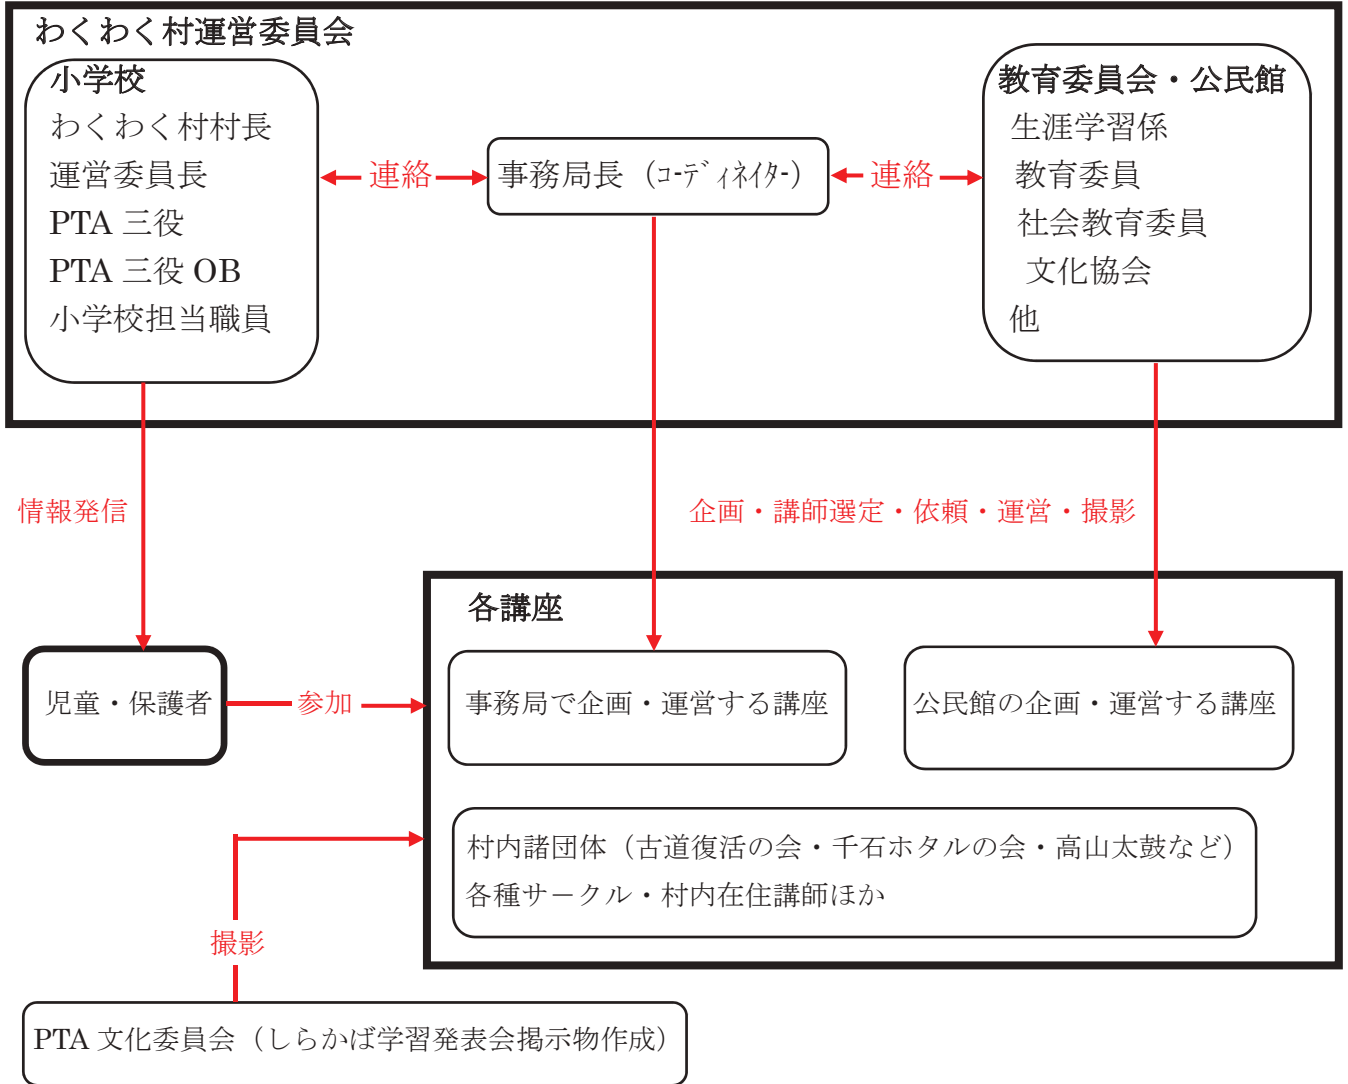 わくわく村運営委員会
小学校
わくわく村村長
運営委員長
PTA 三役
PTA 三役 OB
小学校担当職員
連絡
事務局長（ｺｰﾃﾞｨﾈｲﾀｰ）
連絡
教育委員会・公民館
生涯学習係
教育委員
社会教育委員
文化協会
他
情報発信
企画・講師選定・依頼・運営・撮影
各講座
児童・保護者
参加
事務局で企画・運営する講座
公民館の企画・運営する講座
村内諸団体（古道復活の会・千石ホタルの会・高山太鼓など）
各種サークル・村内在住講師ほか
撮影
PTA 文化委員会（しらかば学習発表会掲示物作成）